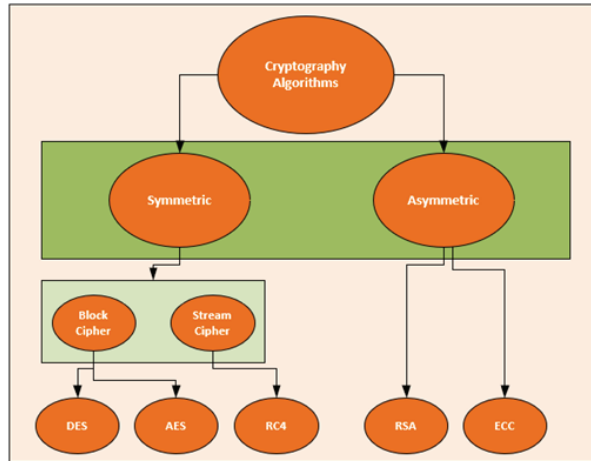 Cryptography
Algorithms
Symmetric
Asymmetric
Block
Cipher
Stream
Cipher
DES
AES
RC4
RSA
ECC